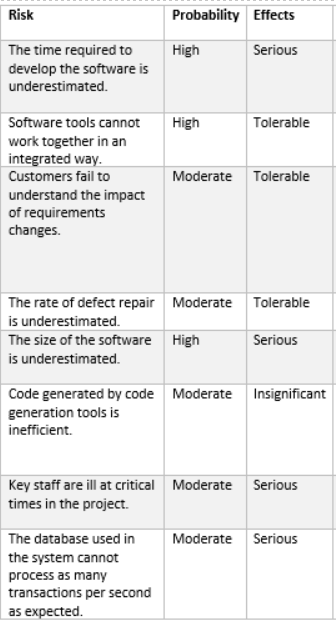 Risk Probability Effects
The time required to High Serious
develop the software is
underestimated.
Software tools cannot High Tolerable
work together in an
integrated way.
Customers fail to Moderate Tolerable
understand the impact
of requirements
changes.
The rate of defect repair Moderate Tolerable
is underestimated.
The size of the software High Serious
is underestimated.
Code generated by code Moderate Insignificant
generation tools is
inefficient.
Key staff are ill at critical Moderate Serious
times in the project.
The database used in Moderate Serious
the system cannot
process as many
transactions per second
as expected.